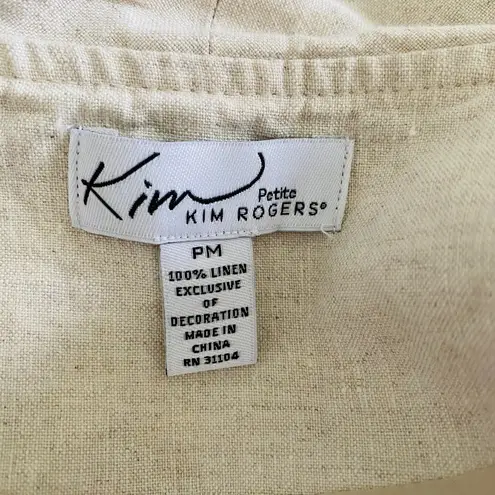 Kim Petite
KIM ROGERS®
PM
100% LINEN
EXCLUSIVE
OF
DECORATION
MADE IN
CHINA
RN 31104